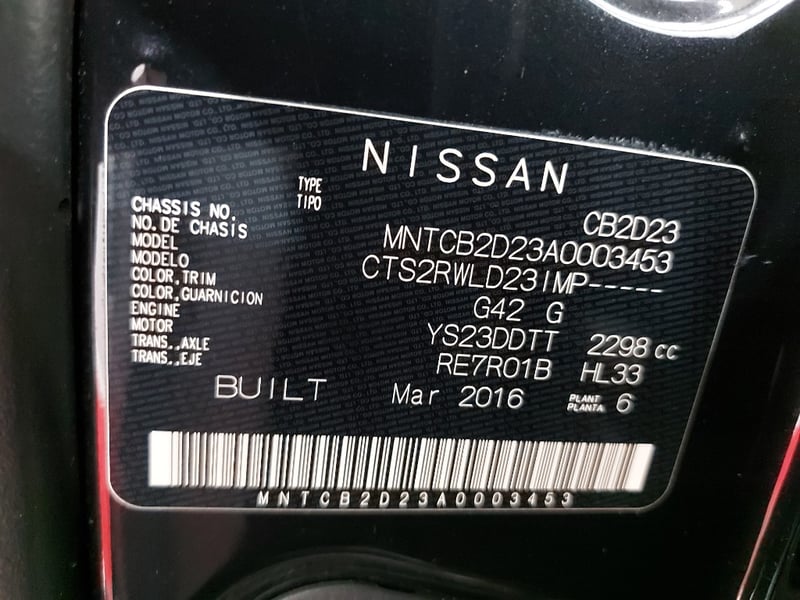 NISSAN
TYPE
TIPO CB2D23
CHASSIS NO.
NO. DE CHASIS MNTCB2D23A0003453
MODEL
MODELO CTS2RWLD23IMP-----
COLOR, TRIM
COLOR, GUARNICION G42 G
ENGINE
MOTOR YS23DDTT 2298 cc
TRANS., AXLE
TRANS., EJE RE7R01B HL33
BUILT Mar 2016 PLANT
PLANTA 6
MNTCB2D23A0003453